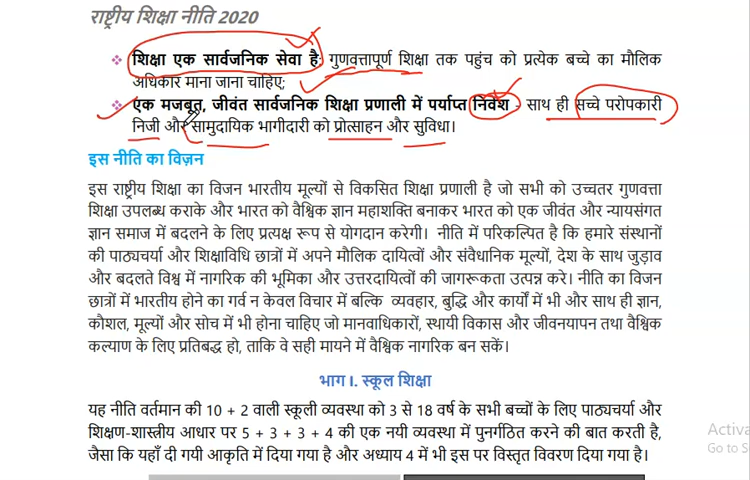 राष्ट्रीय शिक्षा नीति 2020
❖ शिक्षा एक सार्वजनिक सेवा है; गुणवत्तापूर्ण शिक्षा तक पहुंच को प्रत्येक बच्चे का मौलिक
अधिकार माना जाना चाहिए;
❖ एक मजबूत, जीवंत सार्वजनिक शिक्षा प्रणाली में पर्याप्त निवेश - साथ ही सच्चे परोपकारी
निजी और सामुदायिक भागीदारी को प्रोत्साहन और सुविधा।
इस नीति का विज़न
इस राष्ट्रीय शिक्षा का विजन भारतीय मूल्यों से विकसित शिक्षा प्रणाली है जो सभी को उच्चतर गुणवत्ता
शिक्षा उपलब्ध कराके और भारत को वैश्विक ज्ञान महाशक्ति बनाकर भारत को एक जीवंत और न्यायसंगत
ज्ञान समाज में बदलने के लिए प्रत्यक्ष रूप से योगदान करेगी। नीति में परिकल्पित है कि हमारे संस्थानों
की पाठ्यचर्या और शिक्षाविधि छात्रों में अपने मौलिक दायित्वों और संवैधानिक मूल्यों, देश के साथ जुड़ाव
और बदलते विश्व में नागरिक की भूमिका और उत्तरदायित्वों की जागरूकता उत्पन्न करे। नीति का विजन
छात्रों में भारतीय होने का गर्व न केवल विचार में बल्कि व्यवहार, बुद्धि और कार्यों में भी और साथ ही ज्ञान,
कौशल, मूल्यों और सोच में भी होना चाहिए जो मानवाधिकारों, स्थायी विकास और जीवनयापन तथा वैश्विक
कल्याण के लिए प्रतिबद्ध हो, ताकि वे सही मायने में वैश्विक नागरिक बन सकें।
भाग I. स्कूल शिक्षा
यह नीति वर्तमान की 10 + 2 वाली स्कूली व्यवस्था को 3 से 18 वर्ष के सभी बच्चों के लिए पाठ्यचर्या और
शिक्षण-शास्त्रीय आधार पर 5 + 3 + 3 + 4 की एक नयी व्यवस्था में पुनर्गठित करने की बात करती है,
जैसा कि यहाँ दी गयी आकृति में दिया गया है और अध्याय 4 में भी इस पर विस्तृत विवरण दिया गया है।
Activa
Go to S